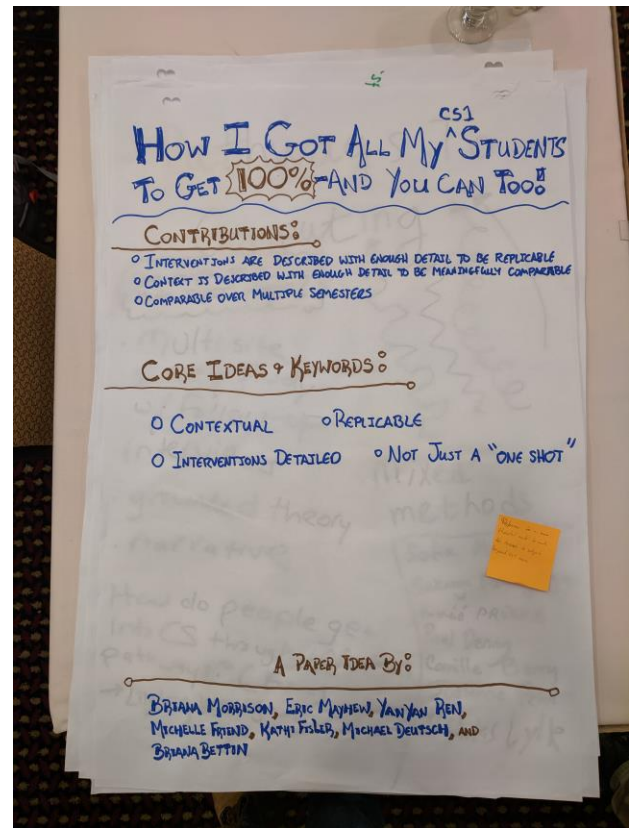 CS1
HOW I GOT ALL MY ^ STUDENTS
TO GET 100% - AND YOU CAN TOO!
CONTRIBUTIONS:
○ INTERVENTIONS ARE DESCRIBED WITH ENOUGH DETAIL TO BE REPLICABLE
○ CONTEXT IS DESCRIBED WITH ENOUGH DETAIL TO BE MEANINGFULLY COMPARABLE
○ COMPARABLE OVER MULTIPLE SEMESTERS
CORE IDEAS & KEYWORDS:
○ CONTEXTUAL ○ REPLICABLE
○ INTERVENTIONS DETAILED ○ NOT JUST A "ONE SHOT"
A PAPER IDEA BY:
BRIANA MORRISON, ERIC MAYHEW, YANYAN REN,
MICHELLE FRIEND, KATHI FISLER, MICHAEL DEUTSCH, AND
BRIANA BETTIN